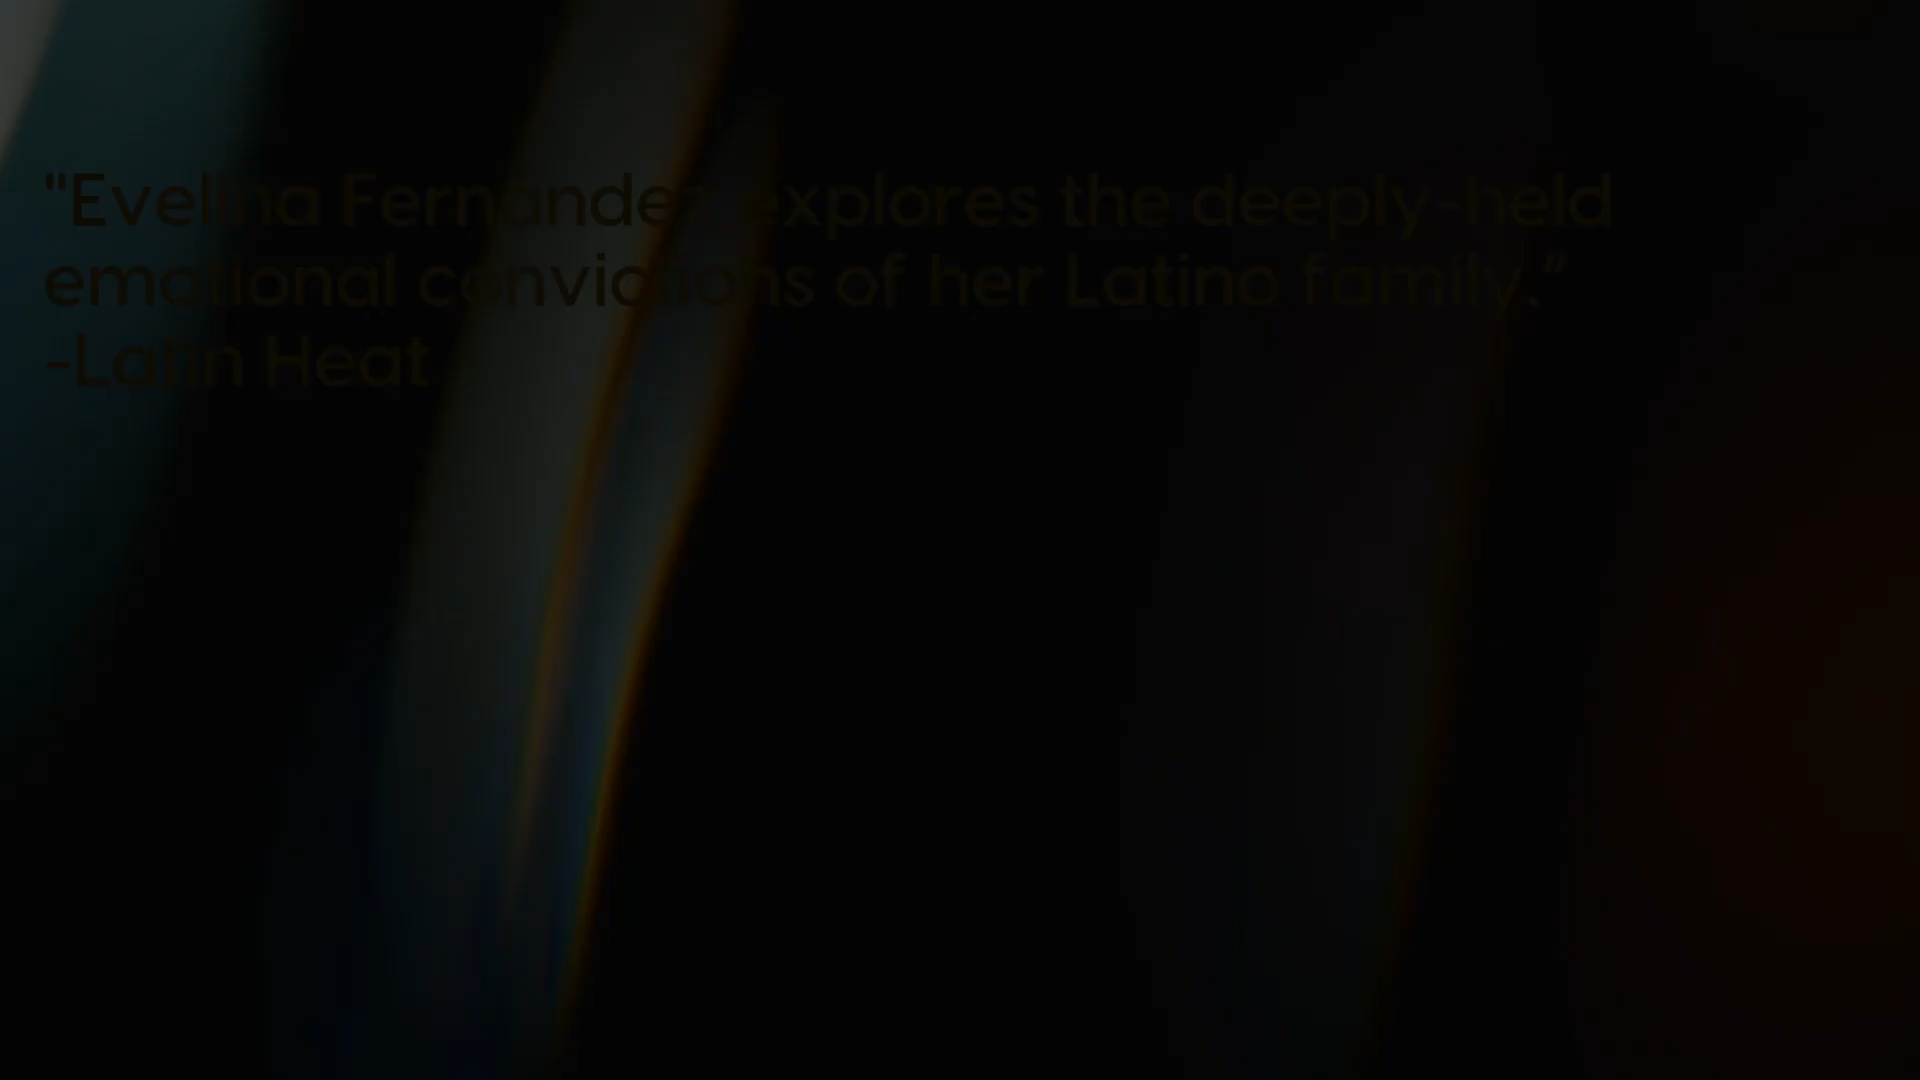 "Evelina Fernandez explores the deeply-held
emotional convictions of her Latino family.”
-Latin Heat